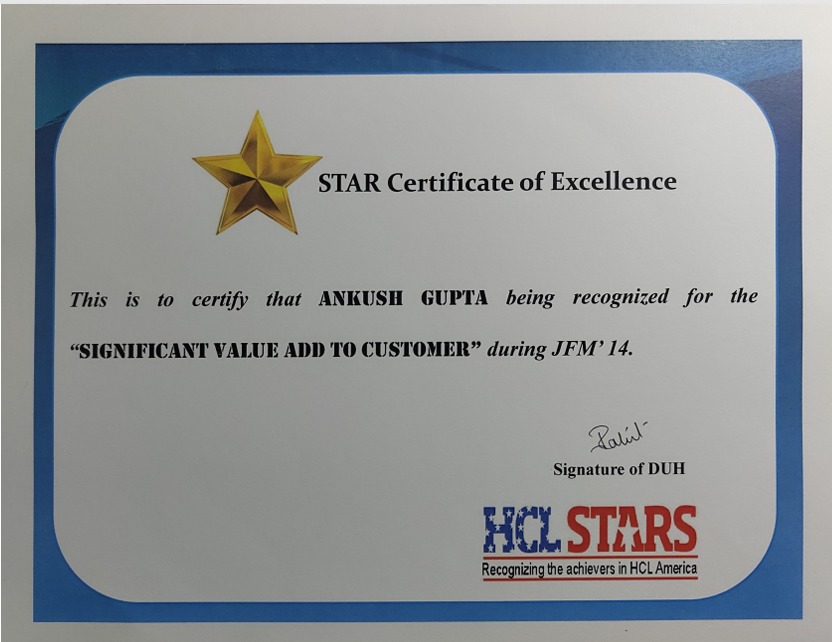 STAR Certificate of Excellence
This is to certify that ANKUSH GUPTA being recognized for the
“SIGNIFICANT VALUE ADD TO CUSTOMER” during JFM’ 14.
Signature of DUH
HCL STARS
Recognizing the achievers in HCL America